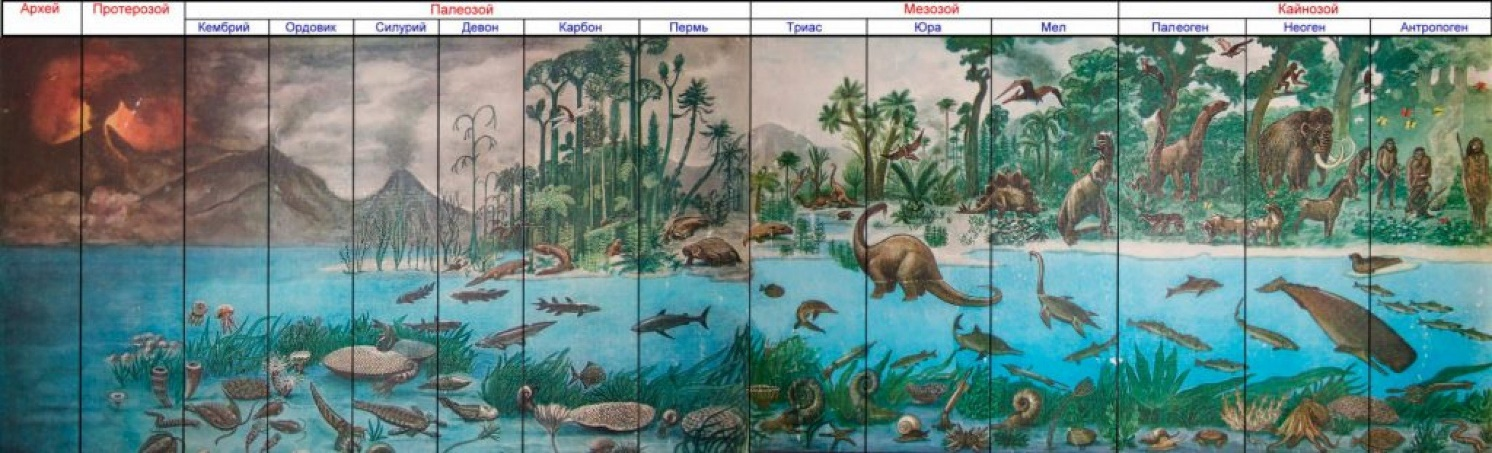 Архей Протерозой Палеозой Мезозой Кайнозой
Кембрий Ордовик Силурий Девон Карбон Пермь Триас Юра Мел Палеоген Неоген Антропоген